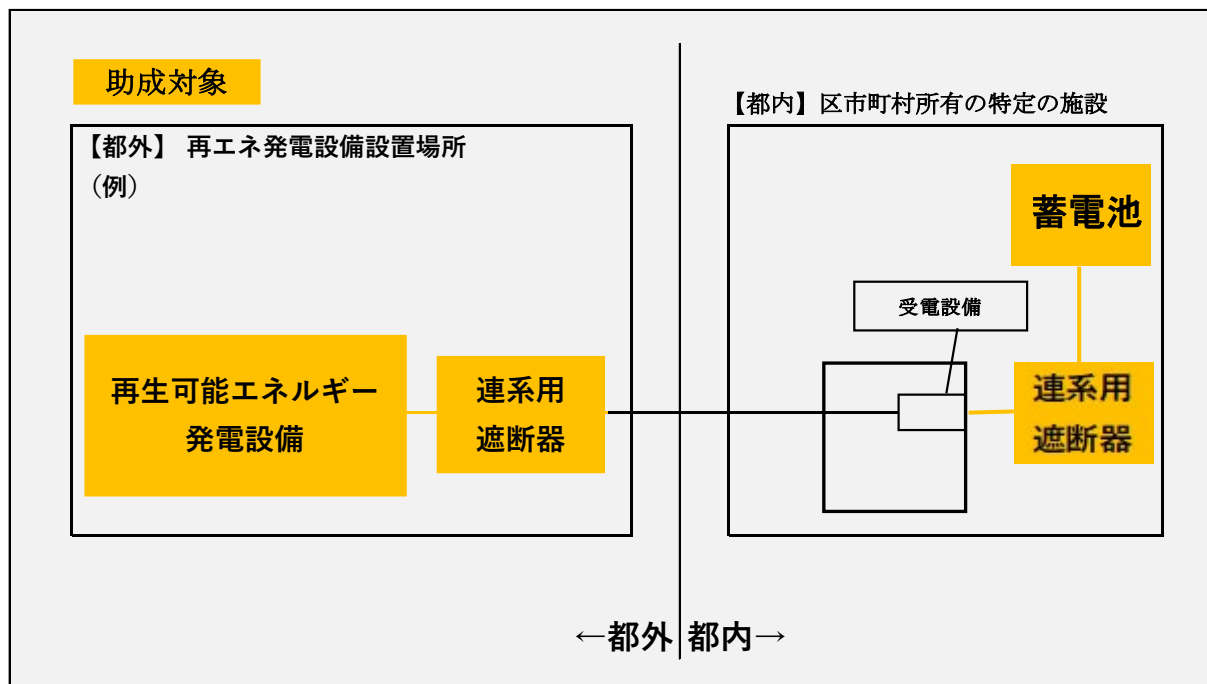 助成対象
【都外】 再エネ発電設備設置場所
（例）
再生可能エネルギー
発電設備
連系用
遮断器
【都内】区市町村所有の特定の施設
蓄電池
受電設備
連系用
遮断器
←都外
都内→